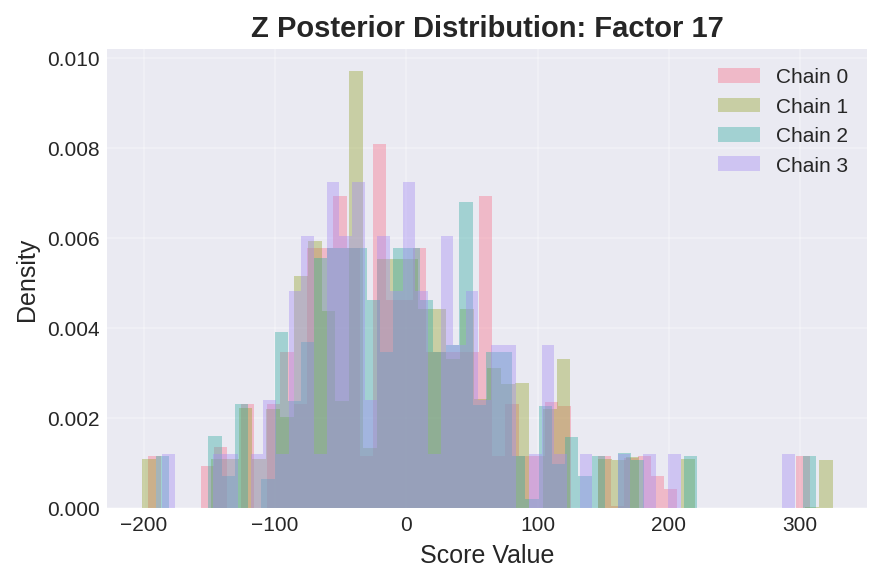 Z Posterior Distribution: Factor 17
0.010
0.008
0.006
0.004
0.002
0.000
Density
Chain 0
Chain 1
Chain 2
Chain 3
−200
−100
0
100
200
300
Score Value